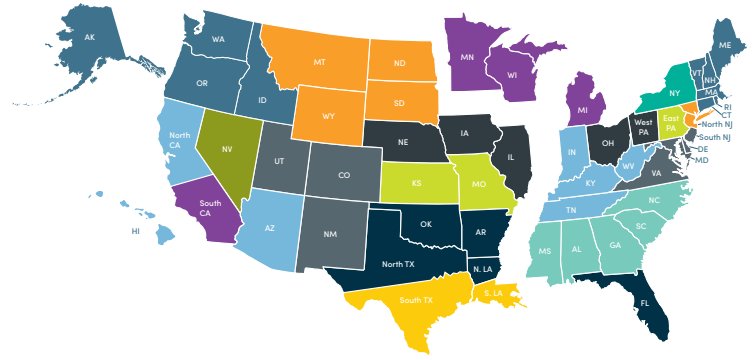 AK
WA
OR
ID
MT
ND
SD
WY
MN
WI
MI
ME
VT
NH
MA
NY
RI
CT
North NJ
South NJ
DE
MD
East
PA
West
PA
OH
IN
IL
IA
NE
KS
MO
North
CA
NV
UT
CO
South
CA
AZ
NM
HI
OK
AR
North TX
South TX
N. LA
S. LA
KY
WV
VA
TN
NC
SC
MS
AL
GA
FL